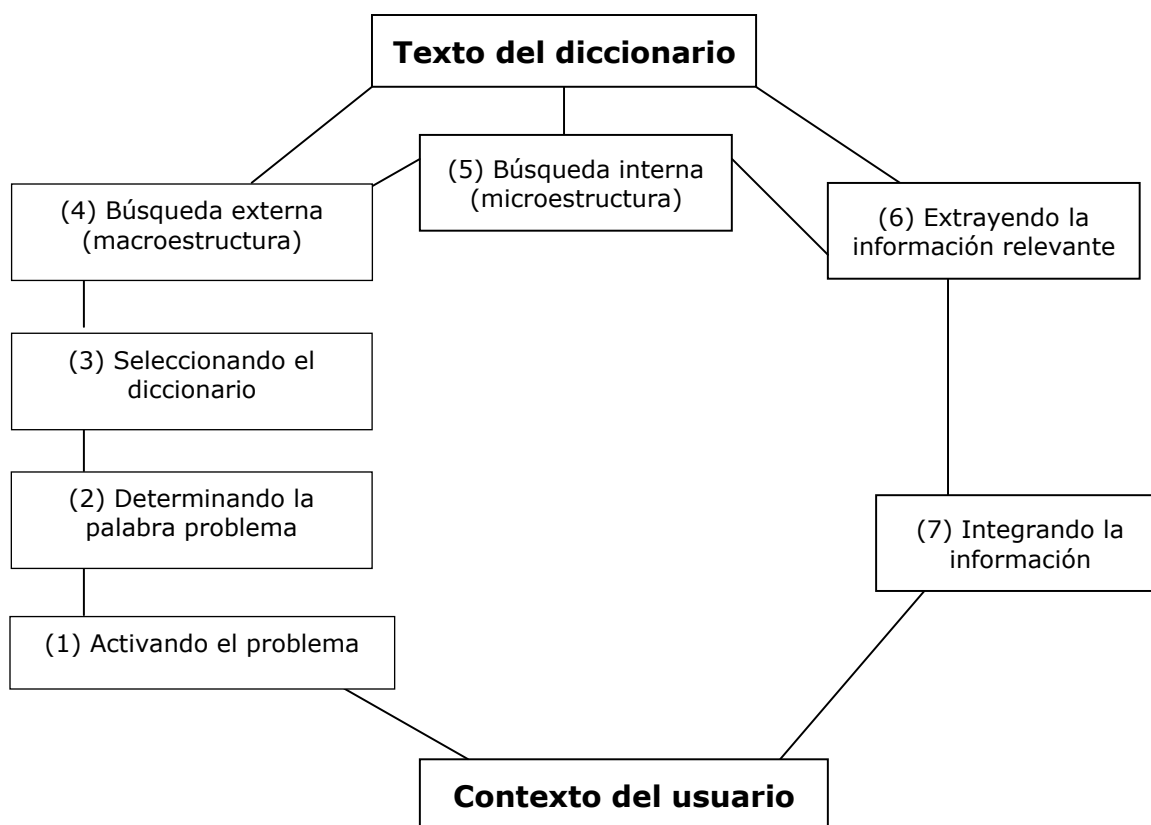 Texto del diccionario
(5) Búsqueda interna
(microestructura)
(4) Búsqueda externa
(macroestructura)
(6) Extrayendo la
información relevante
(3) Seleccionando el
diccionario
(2) Determinando la
palabra problema
(7) Integrando la
información
(1) Activando el problema
Contexto del usuario